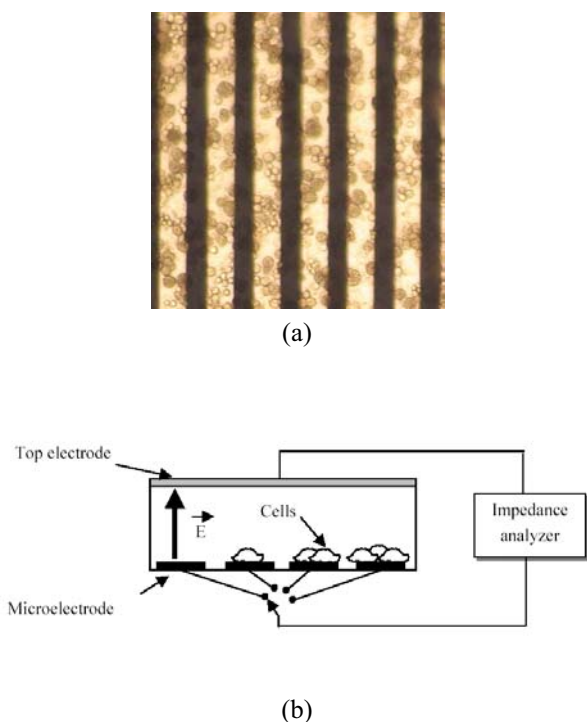 (a)
Top electrode
E
Cells
Impedance
analyzer
Microelectrode
(b)